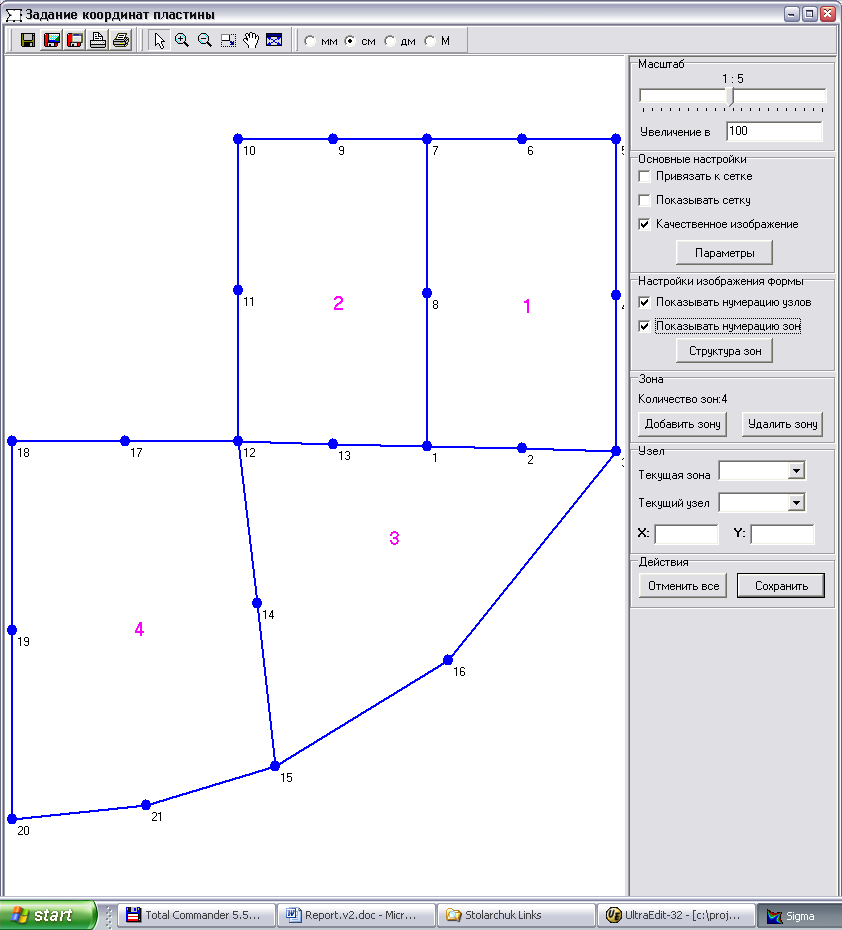 Задание координат пластины
мм см дм М
Масштаб
1 : 5
Увеличение в 100
Основные настройки
Привязать к сетке
Показывать сетку
Качественное изображение
Параметры
Настройки изображения формы
Показывать нумерацию узлов
Показывать нумерацию зон
Структура зон
Зона
Количество зон:4
Добавить зону Удалить зону
Узел
Текущая зона
Текущий узел
X: Y:
Действия
Отменить все Сохранить
10 9 7 6 5
11 2 8 1 4
18 17 12 13 1 2 3
3
14
19 4
16
15
21
20
start Total Commander 5.5... Report.v2.doc - Micr... Stolarchuk Links UltraEdit-32 - [c:\proj... Sigma